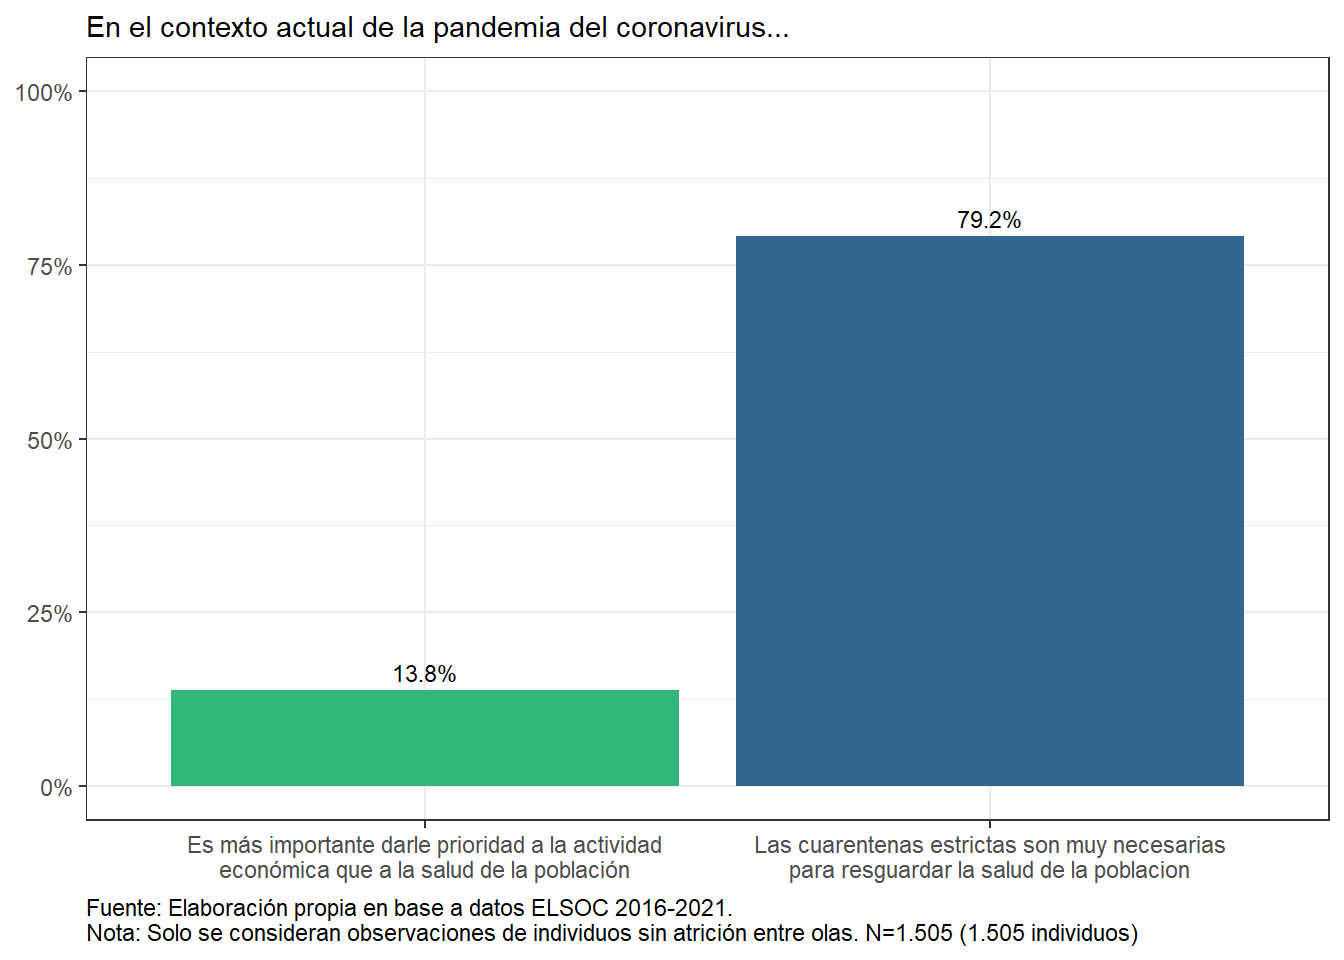 En el contexto actual de la pandemia del coronavirus...
100%
75%
50%
25%
0%
79.2%
13.8%
Es más importante darle prioridad a la actividad
económica que a la salud de la población
Las cuarentenas estrictas son muy necesarias
para resguardar la salud de la poblacion
Fuente: Elaboración propia en base a datos ELSOC 2016-2021.
Nota: Solo se consideran observaciones de individuos sin atrición entre olas. N=1.505 (1.505 individuos)